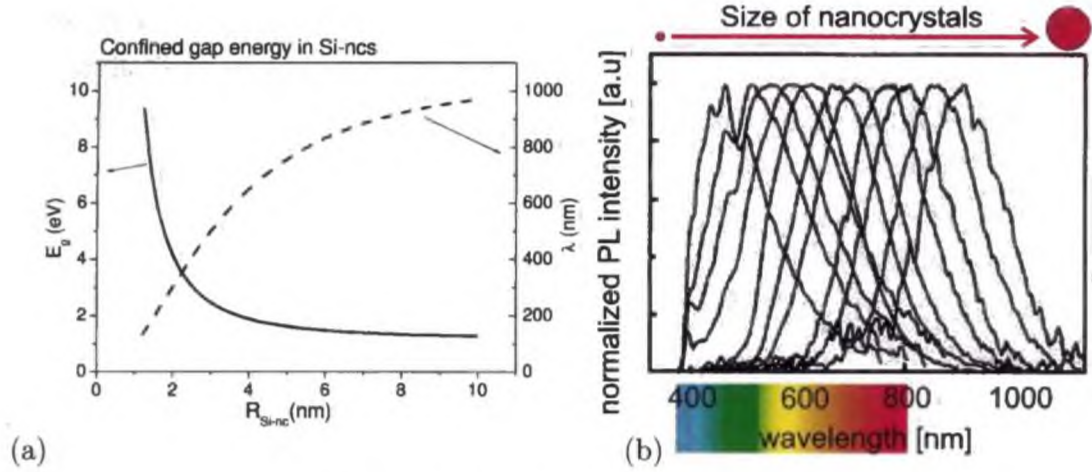 Confined gap energy in Si-ncs
10
8
6
4
2
0
E_g (eV)
0 2 4 6 8 10
R_Si-nc(nm)
1000
800
600
400
200
0
λ (nm)
(a)
Size of nanocrystals
normalized PL intensity [a.u]
400 600 800 1000
wavelength [nm]
(b)